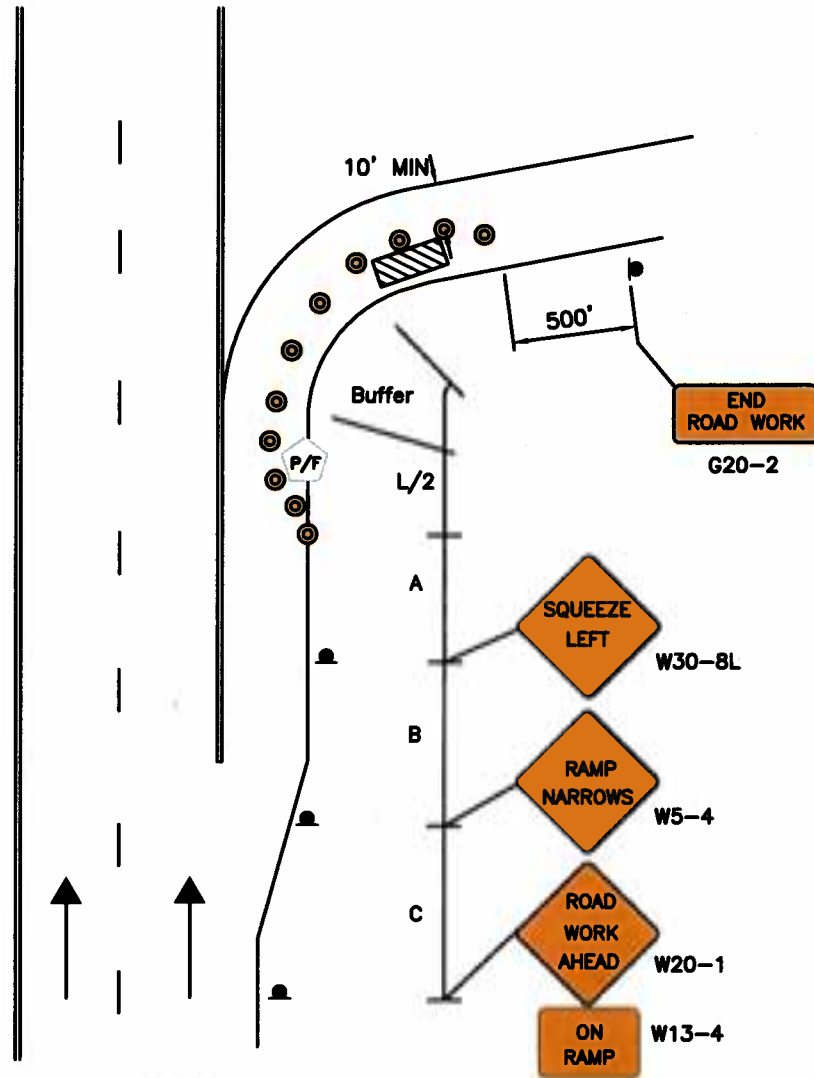 10' MIN
500'
END
ROAD WORK
G20-2
Buffer
P/F
L/2
A
SQUEEZE
LEFT
W30-8L
B
RAMP
NARROWS
W5-4
C
ROAD
WORK
AHEAD
W20-1
ON
RAMP
W13-4